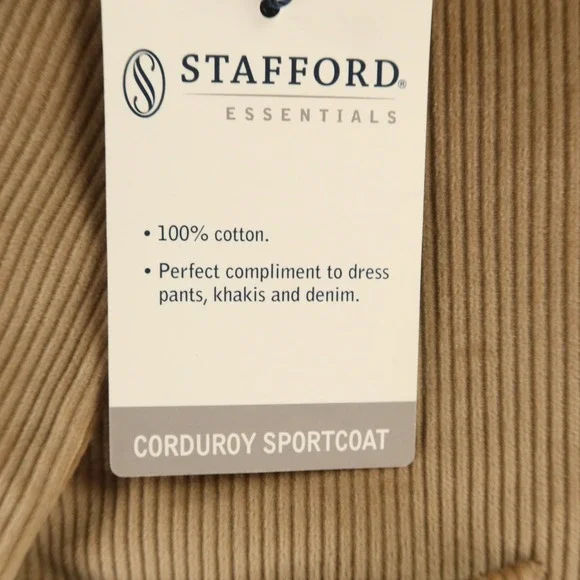 STAFFORD®
ESSENTIALS
• 100% cotton.
• Perfect compliment to dress
pants, khakis and denim.
CORDUROY SPORTCOAT